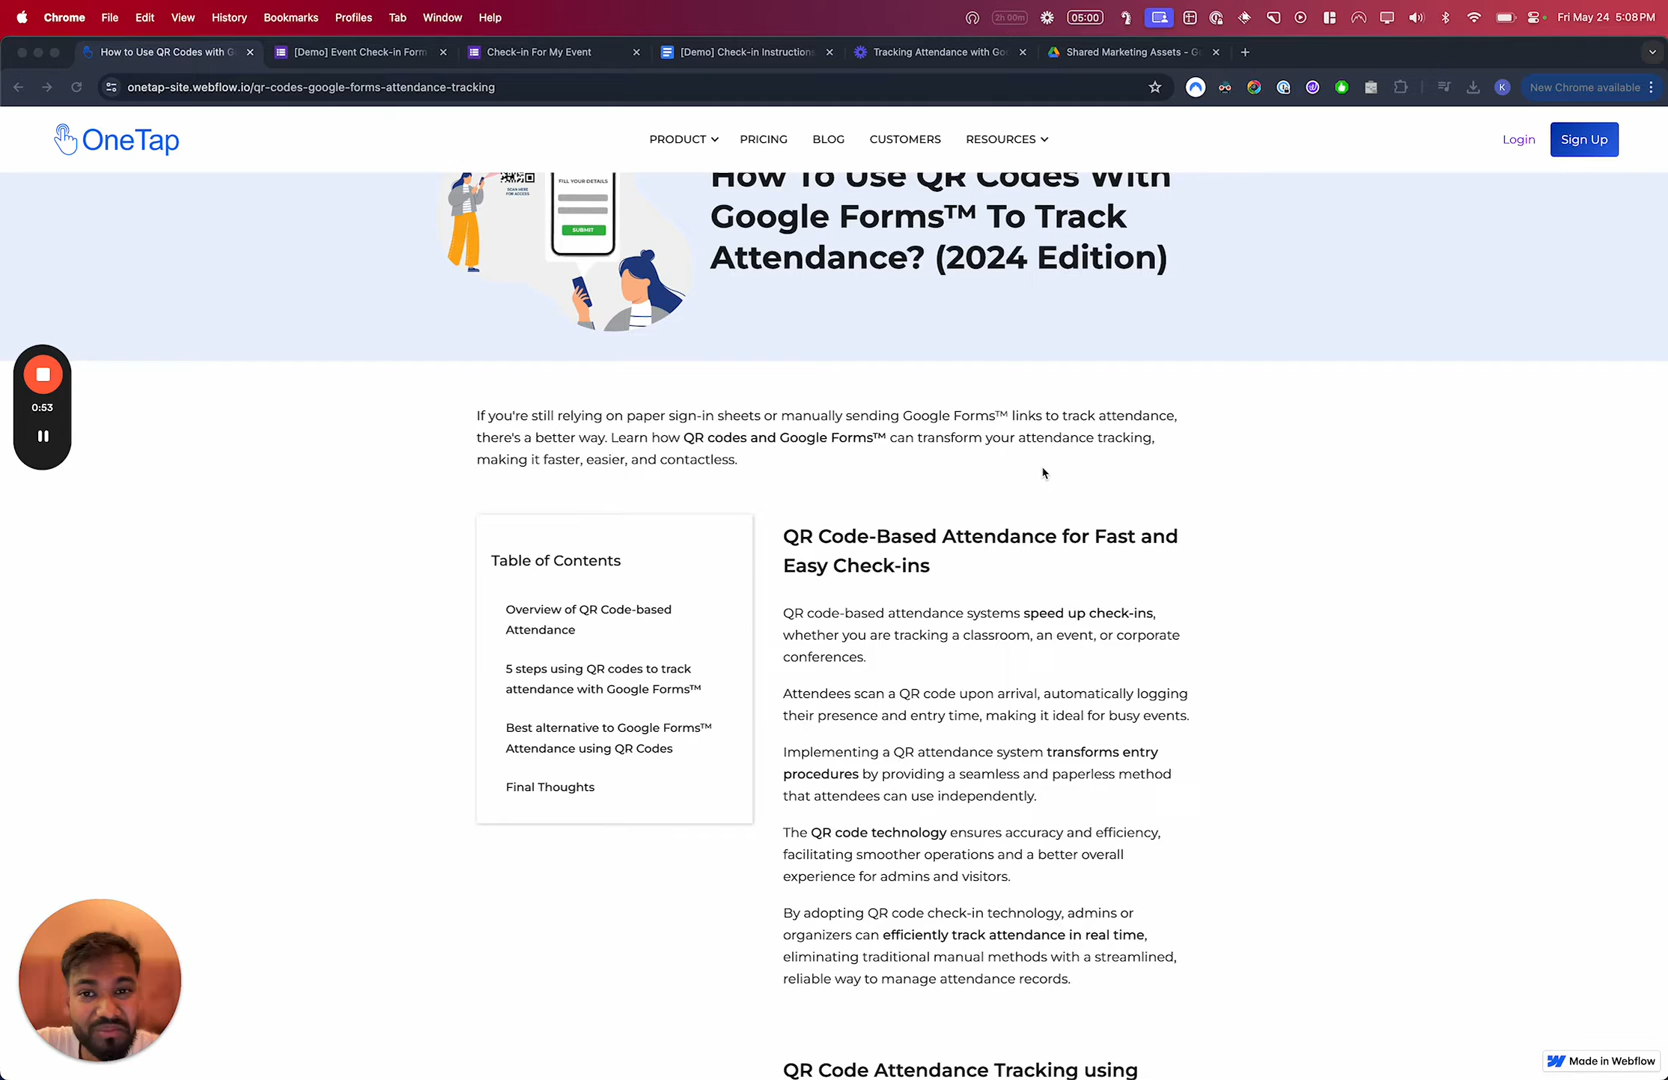 Chrome File Edit View History Bookmarks Profiles Tab Window Help 2h 00m 05:00 Fri May 24 5:08 PM
How to Use QR Codes with G [Demo] Event Check-in Form Check-in For My Event [Demo] Check-in Instructions Tracking Attendance with Goo Shared Marketing Assets - G
onetap-site.webflow.io/qr-codes-google-forms-attendance-tracking K New Chrome available
OneTap PRODUCT PRICING BLOG CUSTOMERS RESOURCES Login Sign Up
SCAN HERE
FOR ACCESS
FILL YOUR DETAILS
SUBMIT
How To Use QR Codes With
Google Forms™ To Track
Attendance? (2024 Edition)
0:53
If you're still relying on paper sign-in sheets or manually sending Google Forms™ links to track attendance,
there's a better way. Learn how QR codes and Google Forms™ can transform your attendance tracking,
making it faster, easier, and contactless.
Table of Contents
Overview of QR Code-based
Attendance
5 steps using QR codes to track
attendance with Google Forms™
Best alternative to Google Forms™
Attendance using QR Codes
Final Thoughts
QR Code-Based Attendance for Fast and
Easy Check-ins
QR code-based attendance systems speed up check-ins,
whether you are tracking a classroom, an event, or corporate
conferences.
Attendees scan a QR code upon arrival, automatically logging
their presence and entry time, making it ideal for busy events.
Implementing a QR attendance system transforms entry
procedures by providing a seamless and paperless method
that attendees can use independently.
The QR code technology ensures accuracy and efficiency,
facilitating smoother operations and a better overall
experience for admins and visitors.
By adopting QR code check-in technology, admins or
organizers can efficiently track attendance in real time,
eliminating traditional manual methods with a streamlined,
reliable way to manage attendance records.
QR Code Attendance Tracking using
Made in Webflow